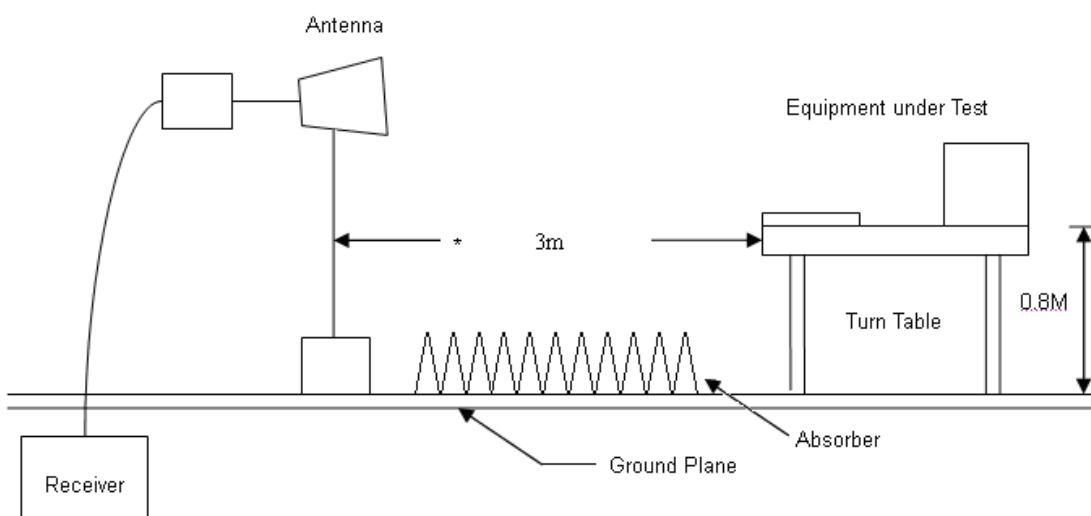 Antenna
Equipment under Test
* 3m
0.8M
Turn Table
Absorber
Ground Plane
Receiver